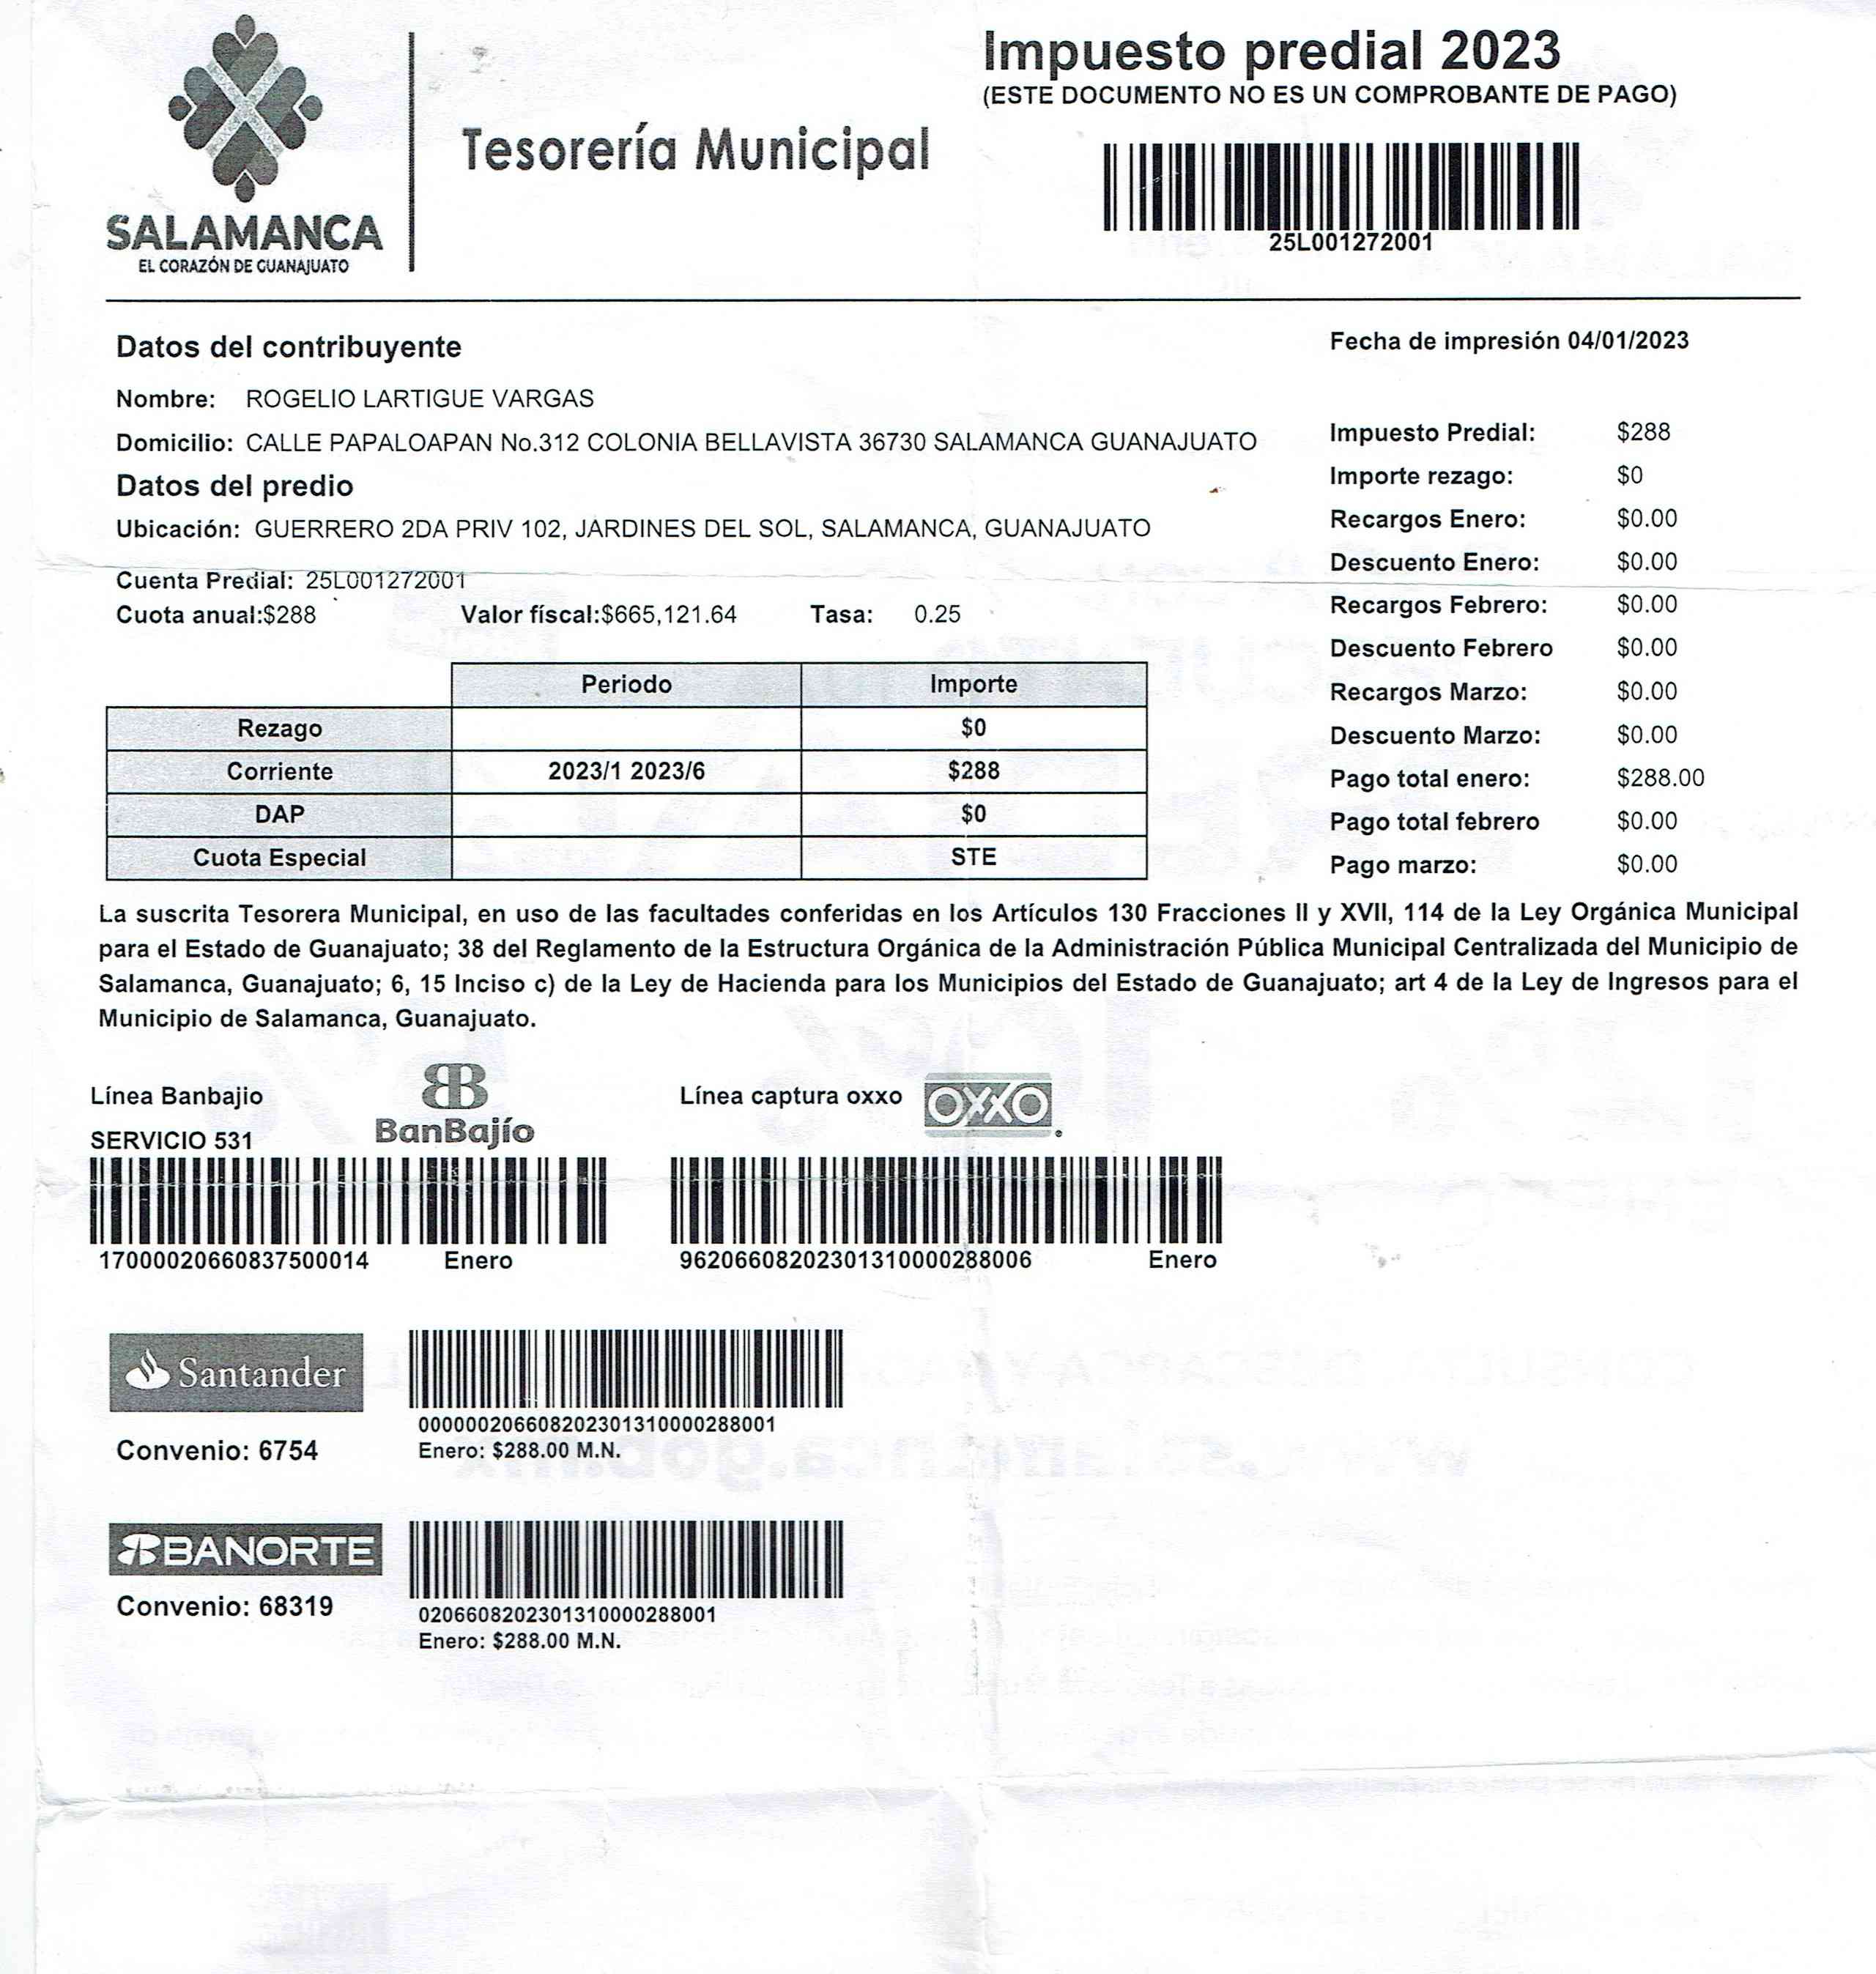 Impuesto predial 2023
(ESTE DOCUMENTO NO ES UN COMPROBANTE DE PAGO)
Tesorería Municipal
SALAMANCA
EL CORAZÓN DE GUANAJUATO
25L001272001
Datos del contribuyente
Fecha de impresión 04/01/2023
Nombre: ROGELIO LARTIGUE VARGAS
Domicilio: CALLE PAPALOAPAN No.312 COLONIA BELLAVISTA 36730 SALAMANCA GUANAJUATO
Datos del predio
Ubicación: GUERRERO 2DA PRIV 102, JARDINES DEL SOL, SALAMANCA, GUANAJUATO
Cuenta Predial: 25L001272001
Cuota anual:$288 Valor físcal:$665,121.64 Tasa: 0.25
Impuesto Predial: $288
Importe rezago: $0
Recargos Enero: $0.00
Descuento Enero: $0.00
Recargos Febrero: $0.00
Descuento Febrero $0.00
Recargos Marzo: $0.00
Descuento Marzo: $0.00
Pago total enero: $288.00
Pago total febrero $0.00
Pago marzo: $0.00
Periodo Importe
Rezago $0
Corriente 2023/1 2023/6 $288
DAP $0
Cuota Especial STE
La suscrita Tesorera Municipal, en uso de las facultades conferidas en los Artículos 130 Fracciones II y XVII, 114 de la Ley Orgánica Municipal
para el Estado de Guanajuato; 38 del Reglamento de la Estructura Orgánica de la Administración Pública Municipal Centralizada del Municipio de
Salamanca, Guanajuato; 6, 15 Inciso c) de la Ley de Hacienda para los Municipios del Estado de Guanajuato; art 4 de la Ley de Ingresos para el
Municipio de Salamanca, Guanajuato.
Línea Banbajio
BanBajío
SERVICIO 531
17000020660837500014 Enero
Línea captura oxxo OXXO
96206608202301310000288006 Enero
Santander
Convenio: 6754
00000020660820230131​0000288001
Enero: $288.00 M.N.
BANORTE
Convenio: 68319
0206608202301310000288001
Enero: $288.00 M.N.
www.salamanca.gob.mx